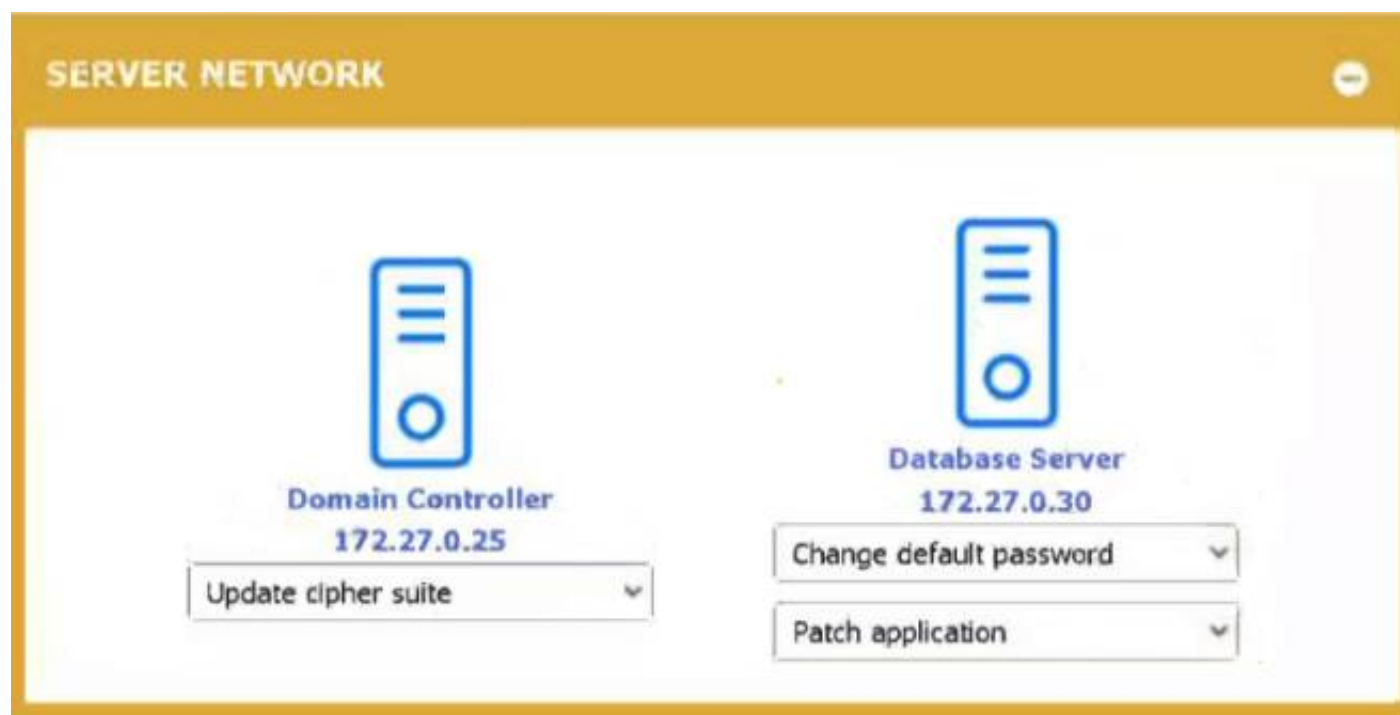 SERVER NETWORK
Domain Controller
172.27.0.25
Update cipher suite
Database Server
172.27.0.30
Change default password
Patch application